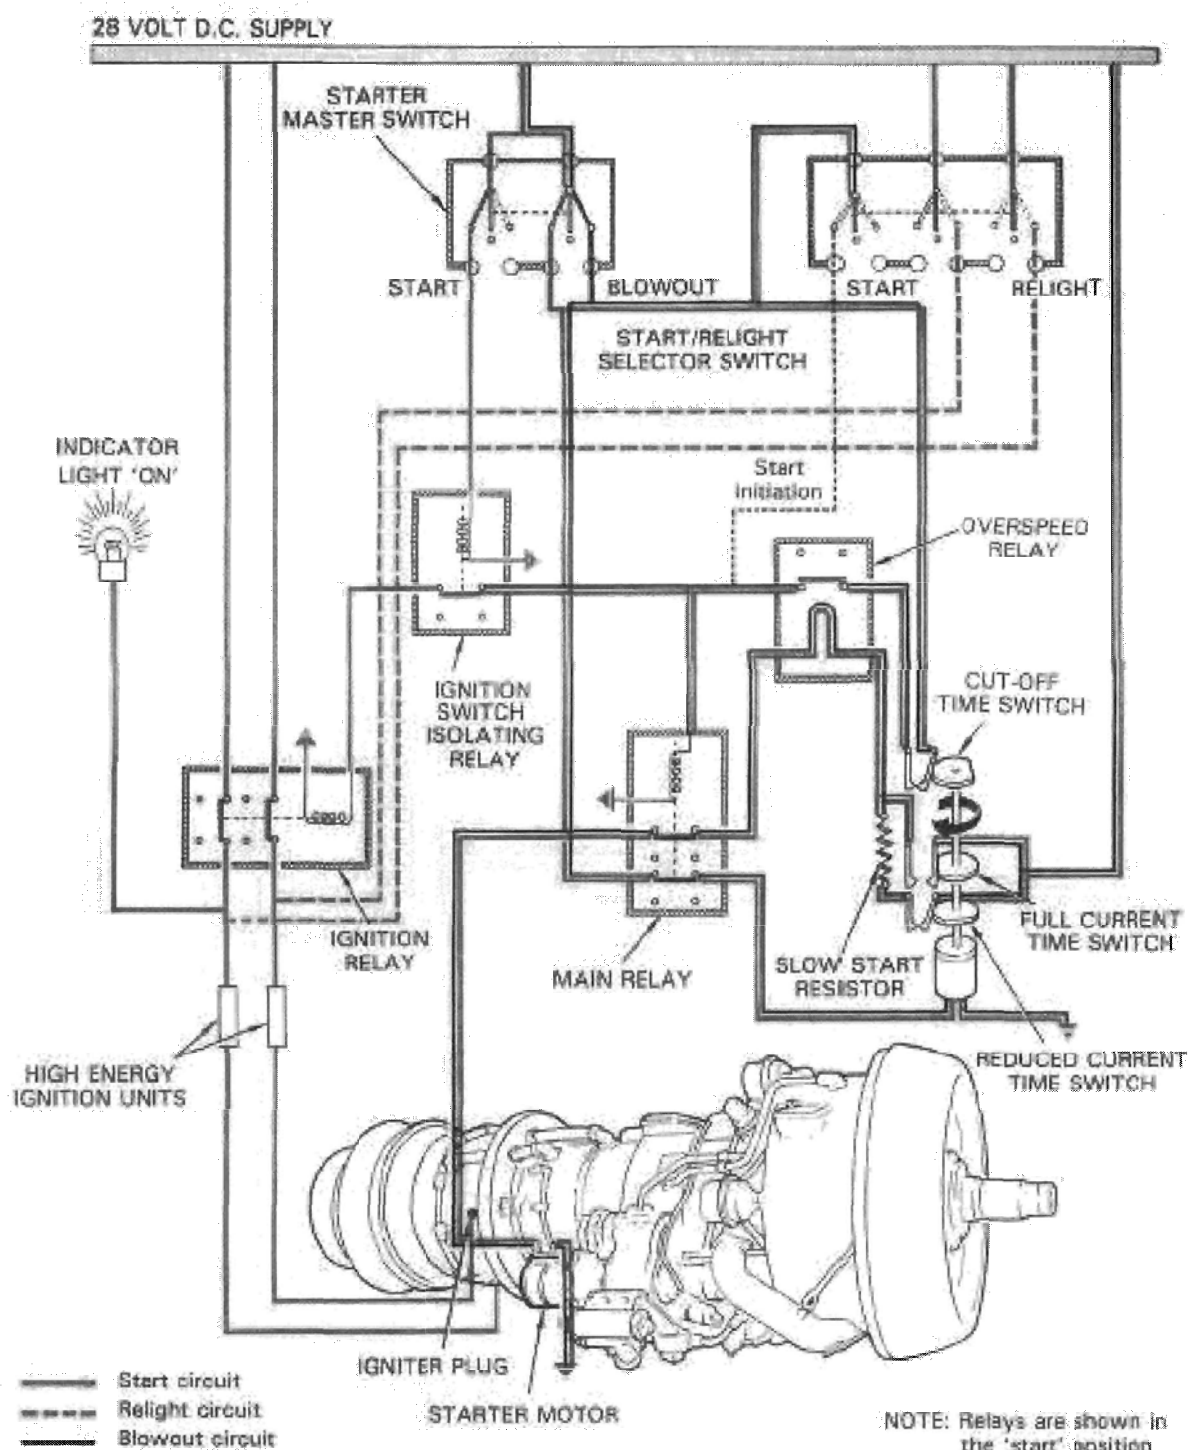 28 VOLT D.C. SUPPLY
STARTER
MASTER SWITCH
START
BLOWOUT
START
RELIGHT
START/RELIGHT
SELECTOR SWITCH
INDICATOR
LIGHT 'ON'
Start
initiation
OVERSPEED
RELAY
IGNITION
SWITCH
ISOLATING
RELAY
CUT-OFF
TIME SWITCH
IGNITION
RELAY
MAIN RELAY
SLOW START
RESISTOR
FULL CURRENT
TIME SWITCH
HIGH ENERGY
IGNITION UNITS
REDUCED CURRENT
TIME SWITCH
IGNITER PLUG
STARTER MOTOR
Start circuit
Relight circuit
Blowout circuit
NOTE: Relays are shown in
the 'start' position